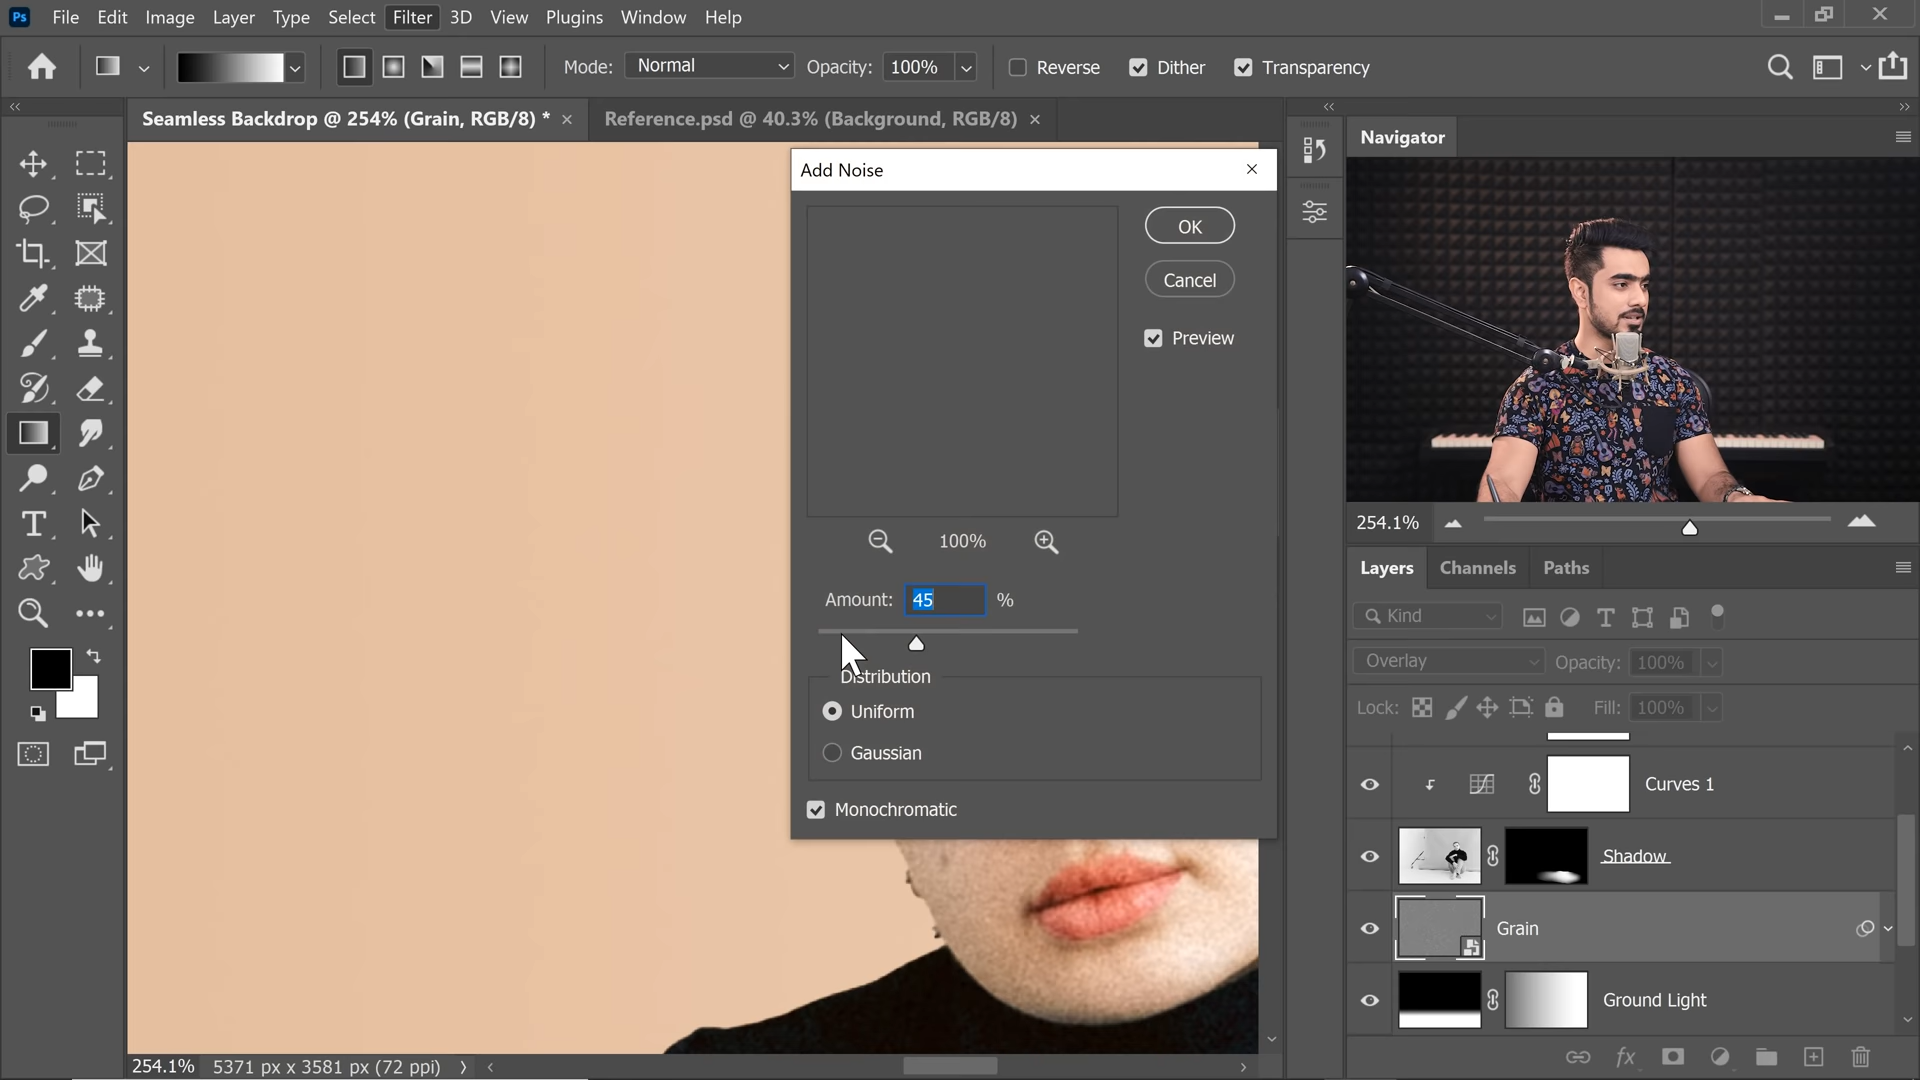 Ps File Edit Image Layer Type Select Filter 3D View Plugins Window Help
Mode: Normal Opacity: 100% Reverse Dither Transparency
Seamless Backdrop @ 254% (Grain, RGB/8) * × Reference.psd @ 40.3% (Background, RGB/8) ×
Add Noise
OK
Cancel
Preview
100%
Amount: 45 %
Distribution
Uniform
Gaussian
Monochromatic
Navigator
254.1%
Layers Channels Paths
Kind
Overlay Opacity: 100%
Lock: Fill: 100%
Curves 1
Shadow
Grain
Ground Light
fx
254.1% 5371 px x 3581 px (72 ppi)